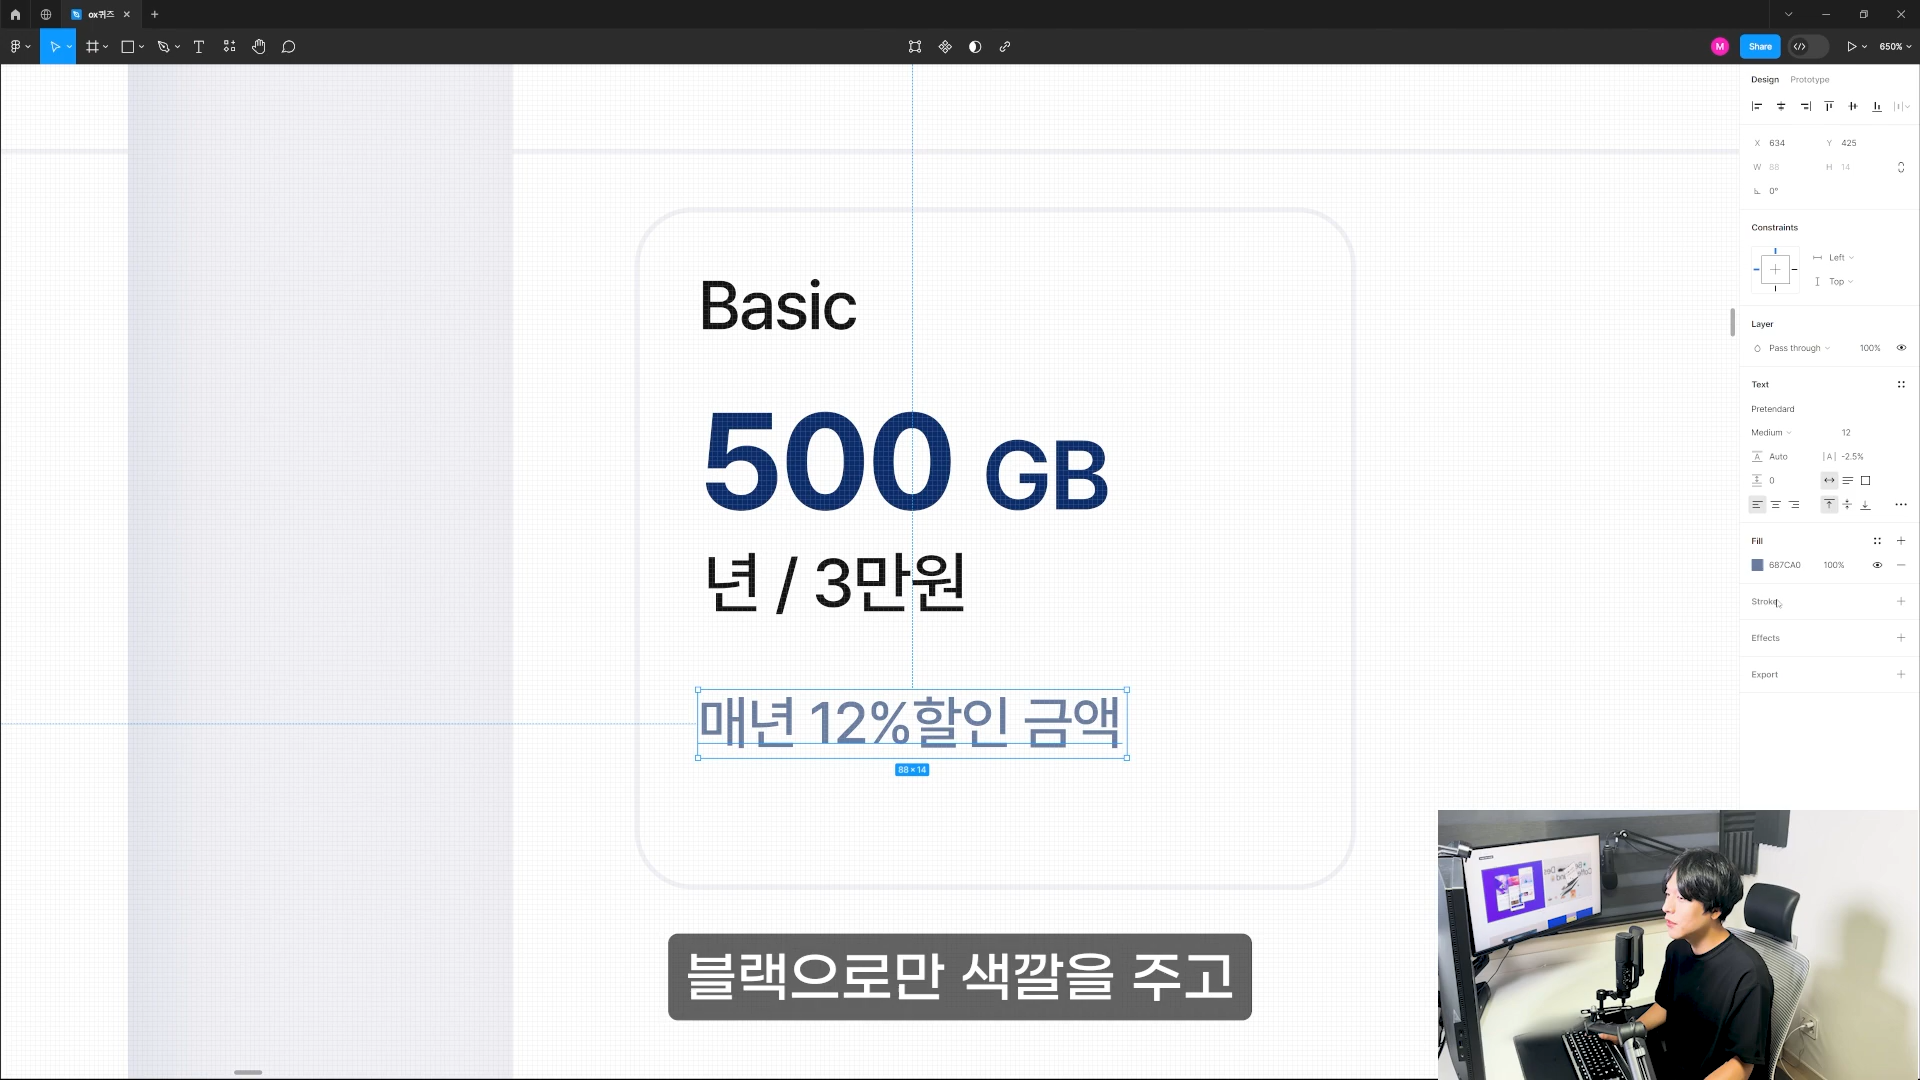 ox퀴즈
M
Share
650%
Design Prototype
X 634 Y 425
W 88 H 14
0°
Constraints
Left
Top
Layer
Pass through 100%
Text
Pretendard
Medium 12
A Auto |A| -2.5%
0
Fill
687CA0 100%
Stroke
Effects
Export
Basic
500 GB
년 / 3만원
매년 12%할인 금액
88 × 14
블랙으로만 색깔을 주고